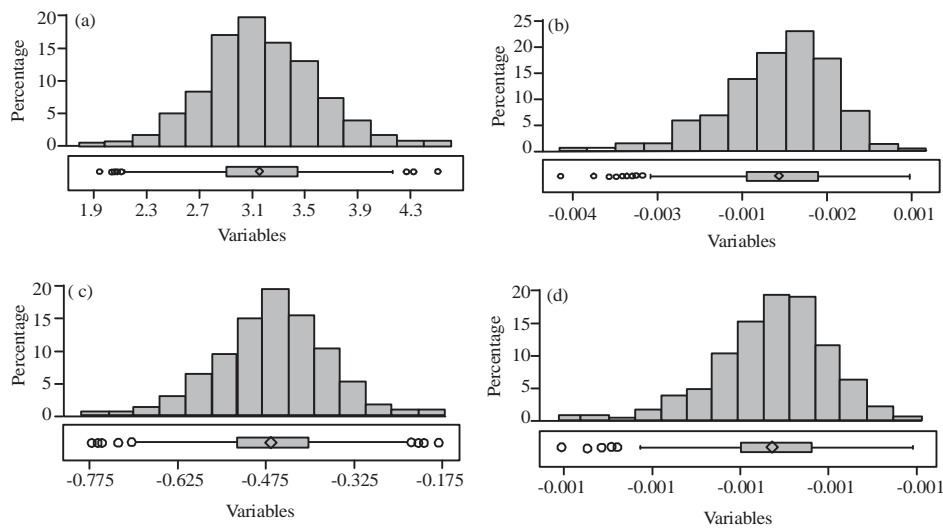 (a)
Percentage
20
15
10
5
0
1.9 2.3 2.7 3.1 3.5 3.9 4.3
Variables
(b)
Percentage
25
20
15
10
5
0
-0.004 -0.003 -0.001 -0.002 0.001
Variables
( c)
Percentage
20
15
10
5
0
-0.775 -0.625 -0.475 -0.325 -0.175
Variables
(d)
Percentage
20
15
10
5
0
-0.001 -0.001 -0.001 -0.001 -0.001
Variables